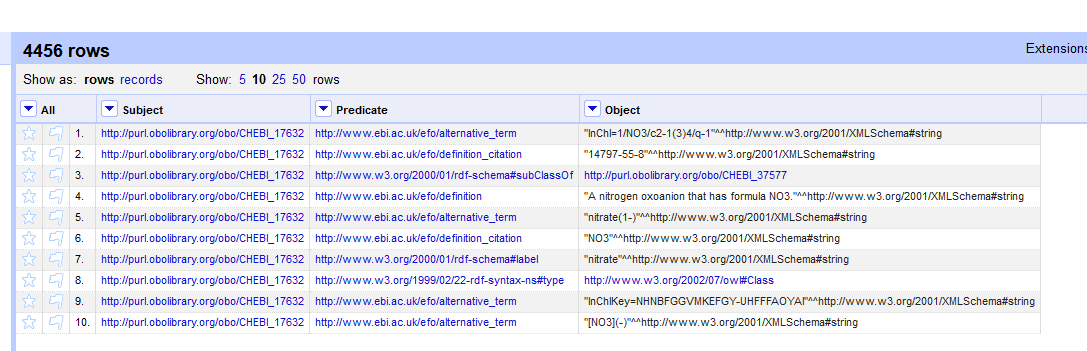 4456 rows
Extensions
Show as: rows records Show: 5 10 25 50 rows
All Subject Predicate Object
1. http://purl.obolibrary.org/obo/CHEBI_17632 http://www.ebi.ac.uk/efo/alternative_term "InChI=1/NO3/c2-1(3)4/q-1"^^http://www.w3.org/2001/XMLSchema#string
2. http://purl.obolibrary.org/obo/CHEBI_17632 http://www.ebi.ac.uk/efo/definition_citation "14797-55-8"^^http://www.w3.org/2001/XMLSchema#string
3. http://purl.obolibrary.org/obo/CHEBI_17632 http://www.w3.org/2000/01/rdf-schema#subClassOf http://purl.obolibrary.org/obo/CHEBI_37577
4. http://purl.obolibrary.org/obo/CHEBI_17632 http://www.ebi.ac.uk/efo/definition "A nitrogen oxoanion that has formula NO3."^^http://www.w3.org/2001/XMLSchema#string
5. http://purl.obolibrary.org/obo/CHEBI_17632 http://www.ebi.ac.uk/efo/alternative_term "nitrate(1-)"^^http://www.w3.org/2001/XMLSchema#string
6. http://purl.obolibrary.org/obo/CHEBI_17632 http://www.ebi.ac.uk/efo/definition_citation "NO3"^^http://www.w3.org/2001/XMLSchema#string
7. http://purl.obolibrary.org/obo/CHEBI_17632 http://www.w3.org/2000/01/rdf-schema#label "nitrate"^^http://www.w3.org/2001/XMLSchema#string
8. http://purl.obolibrary.org/obo/CHEBI_17632 http://www.w3.org/1999/02/22-rdf-syntax-ns#type http://www.w3.org/2002/07/owl#Class
9. http://purl.obolibrary.org/obo/CHEBI_17632 http://www.ebi.ac.uk/efo/alternative_term "InChIKey=NHNBFGGVMKEFGY-UHFFFAOYAI"^^http://www.w3.org/2001/XMLSchema#string
10. http://purl.obolibrary.org/obo/CHEBI_17632 http://www.ebi.ac.uk/efo/alternative_term "[NO3](-)"^^http://www.w3.org/2001/XMLSchema#string